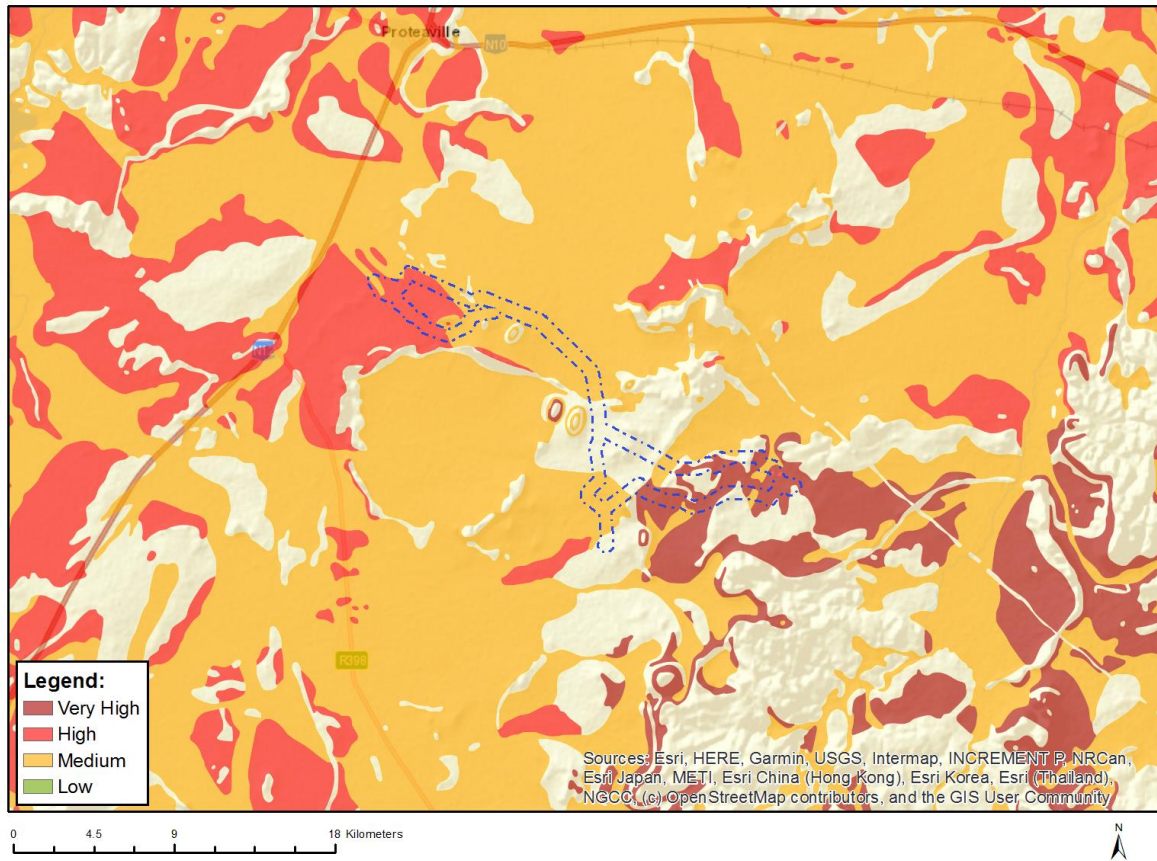 Proteaville
N10
N12
R398
Legend:
Very High
High
Medium
Low
Sources: Esri, HERE, Garmin, USGS, Intermap, INCREMENT P, NRCan,
Esri Japan, METI, Esri China (Hong Kong), Esri Korea, Esri (Thailand),
NGCC, (c) OpenStreetMap contributors, and the GIS User Community
0 4.5 9 18 Kilometers
N